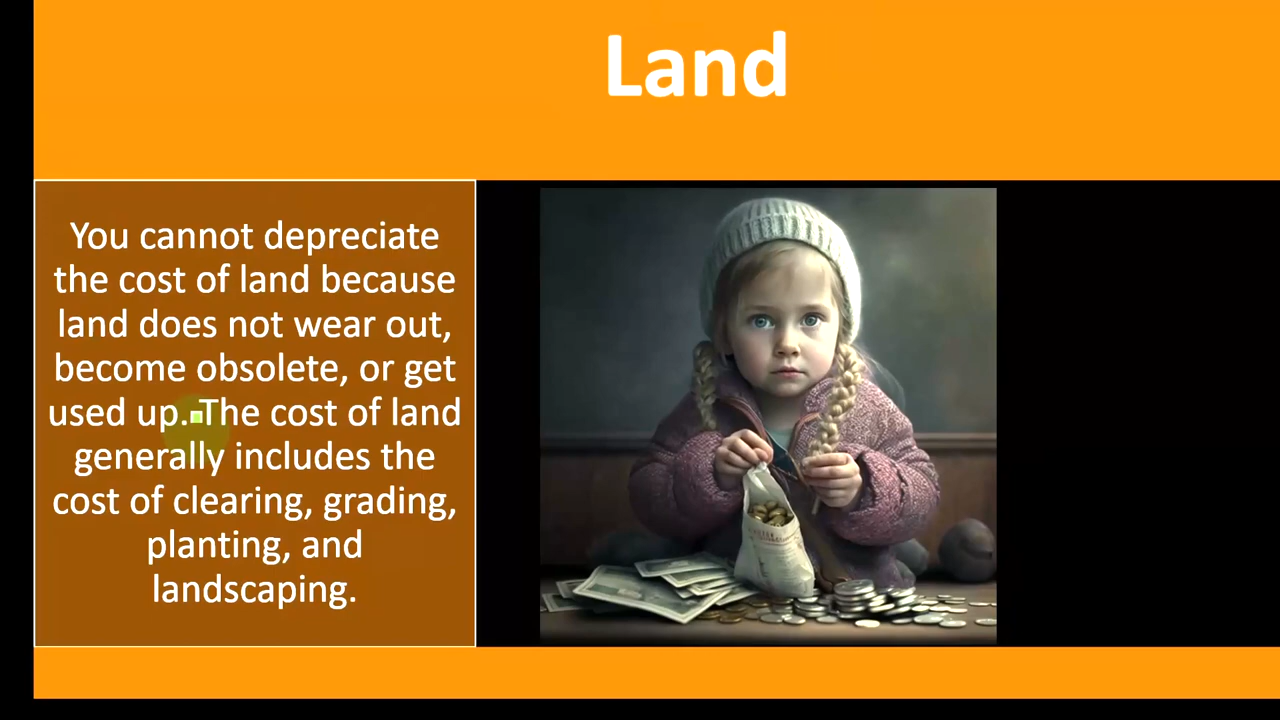 Land
You cannot depreciate
the cost of land because
land does not wear out,
become obsolete, or get
used up. The cost of land
generally includes the
cost of clearing, grading,
planting, and
landscaping.